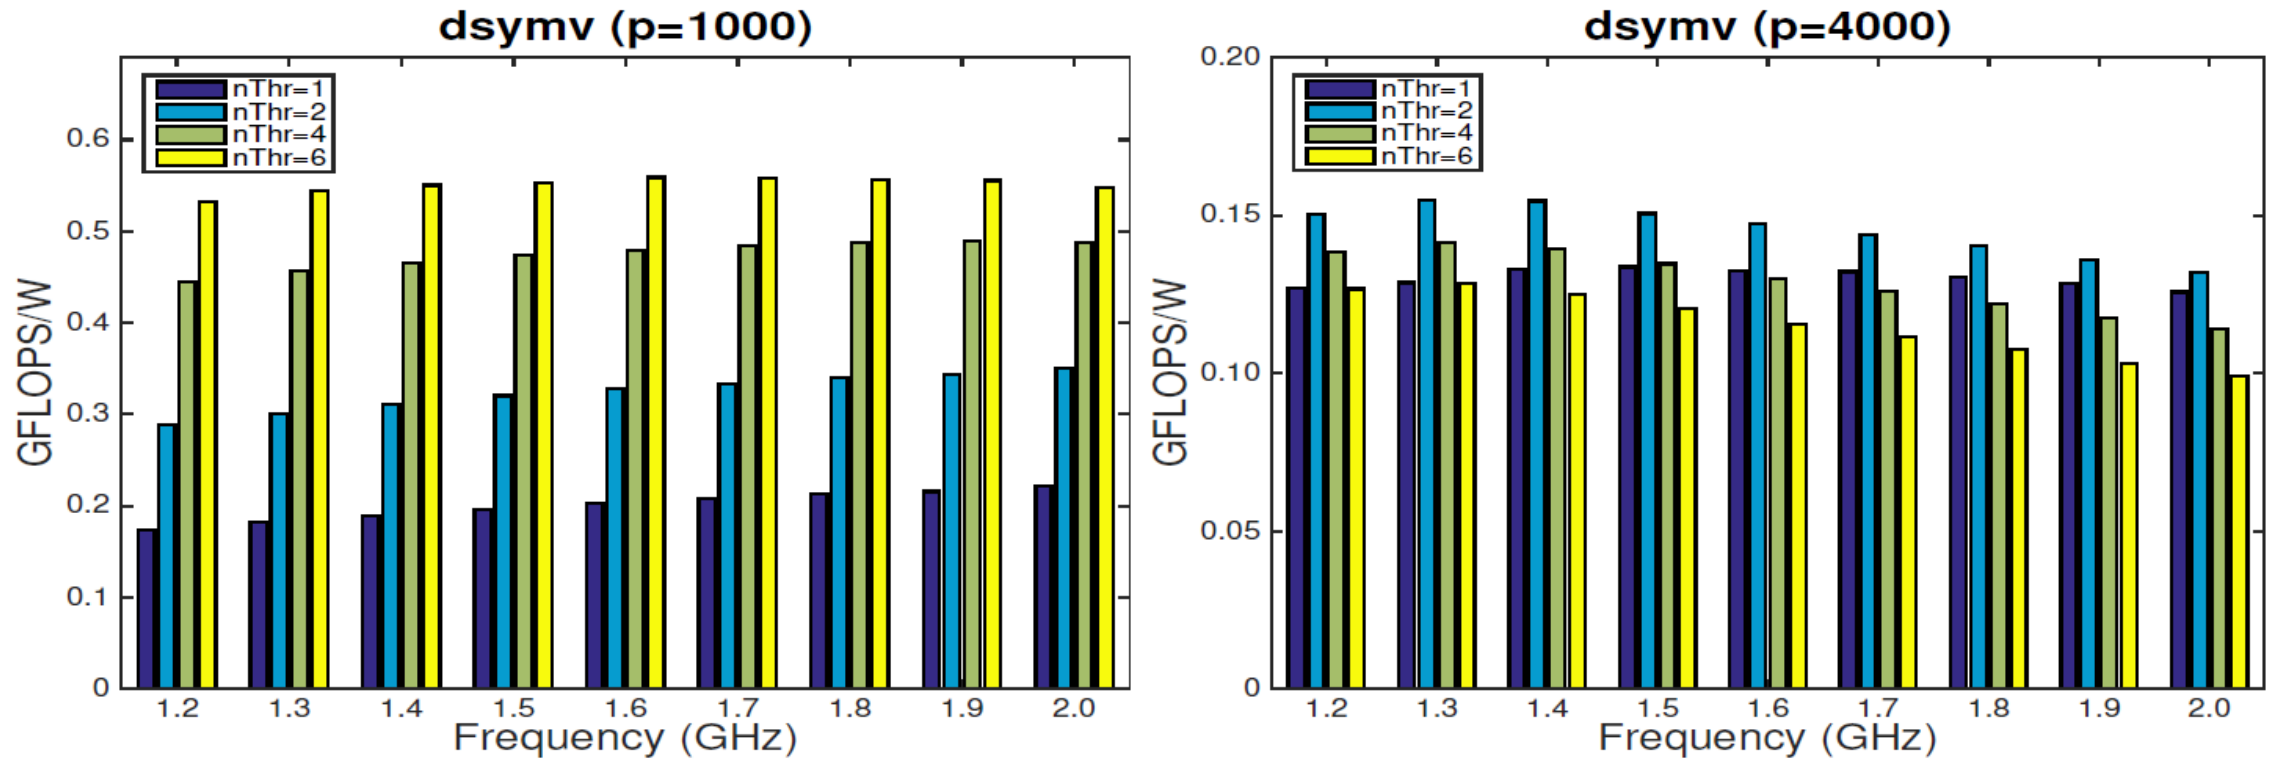 dsymv (p=1000)
nThr=1
nThr=2
nThr=4
nThr=6
GFLOPS/W
0.6
0.5
0.4
0.3
0.2
0.1
0
1.2 1.3 1.4 1.5 1.6 1.7 1.8 1.9 2.0
Frequency (GHz)
dsymv (p=4000)
nThr=1
nThr=2
nThr=4
nThr=6
GFLOPS/W
0.20
0.15
0.10
0.05
0
1.2 1.3 1.4 1.5 1.6 1.7 1.8 1.9 2.0
Frequency (GHz)